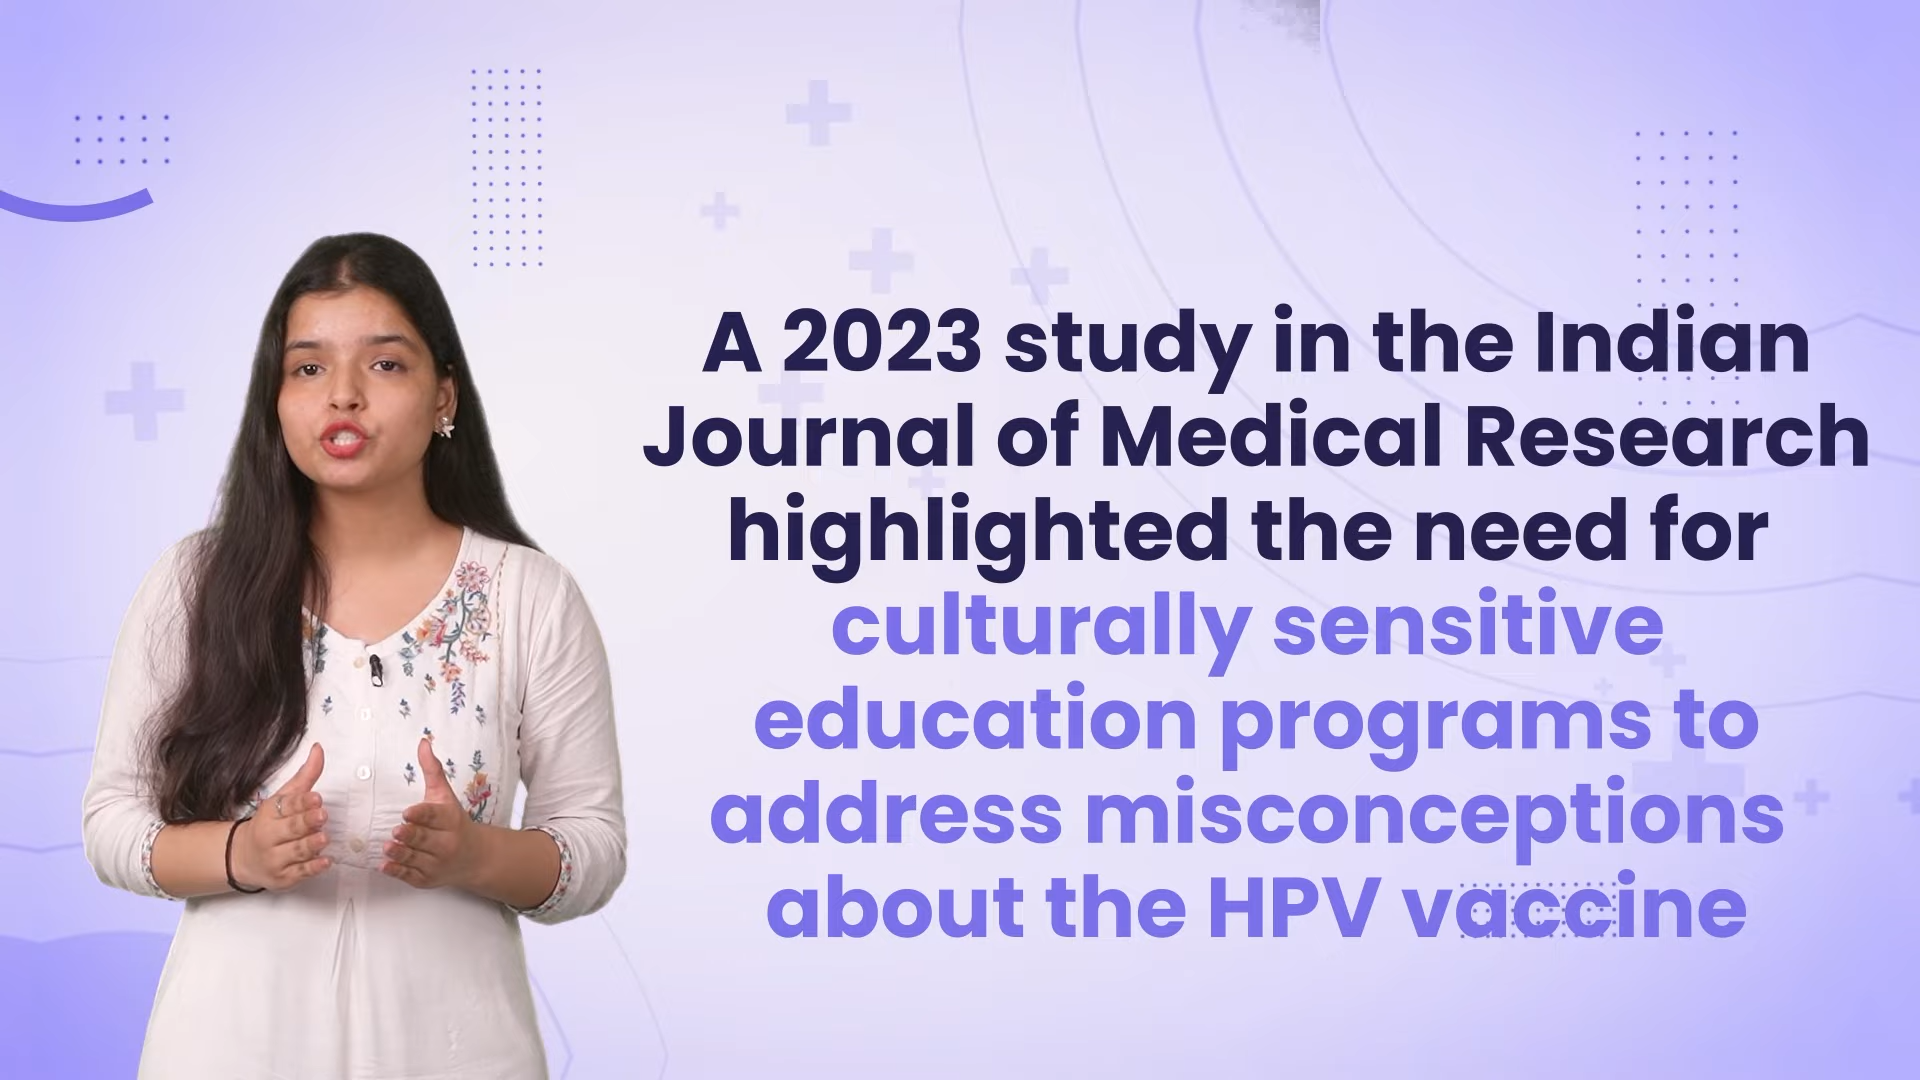 A 2023 study in the Indian
Journal of Medical Research
highlighted the need for
culturally sensitive
education programs to
address misconceptions
about the HPV vaccine